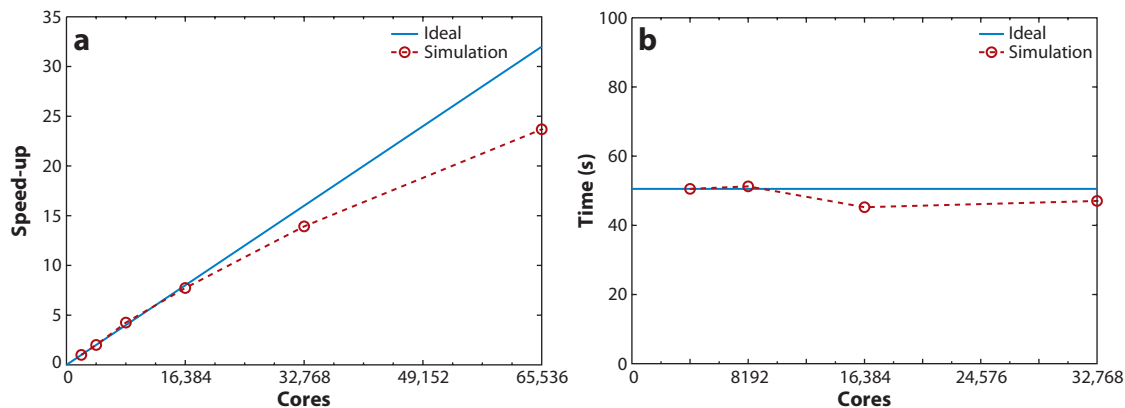 a
Ideal
Simulation
Speed-up
35
30
25
20
15
10
5
0
0 16,384 32,768 49,152 65,536
Cores
b
Ideal
Simulation
Time (s)
100
80
60
40
20
0
0 8192 16,384 24,576 32,768
Cores